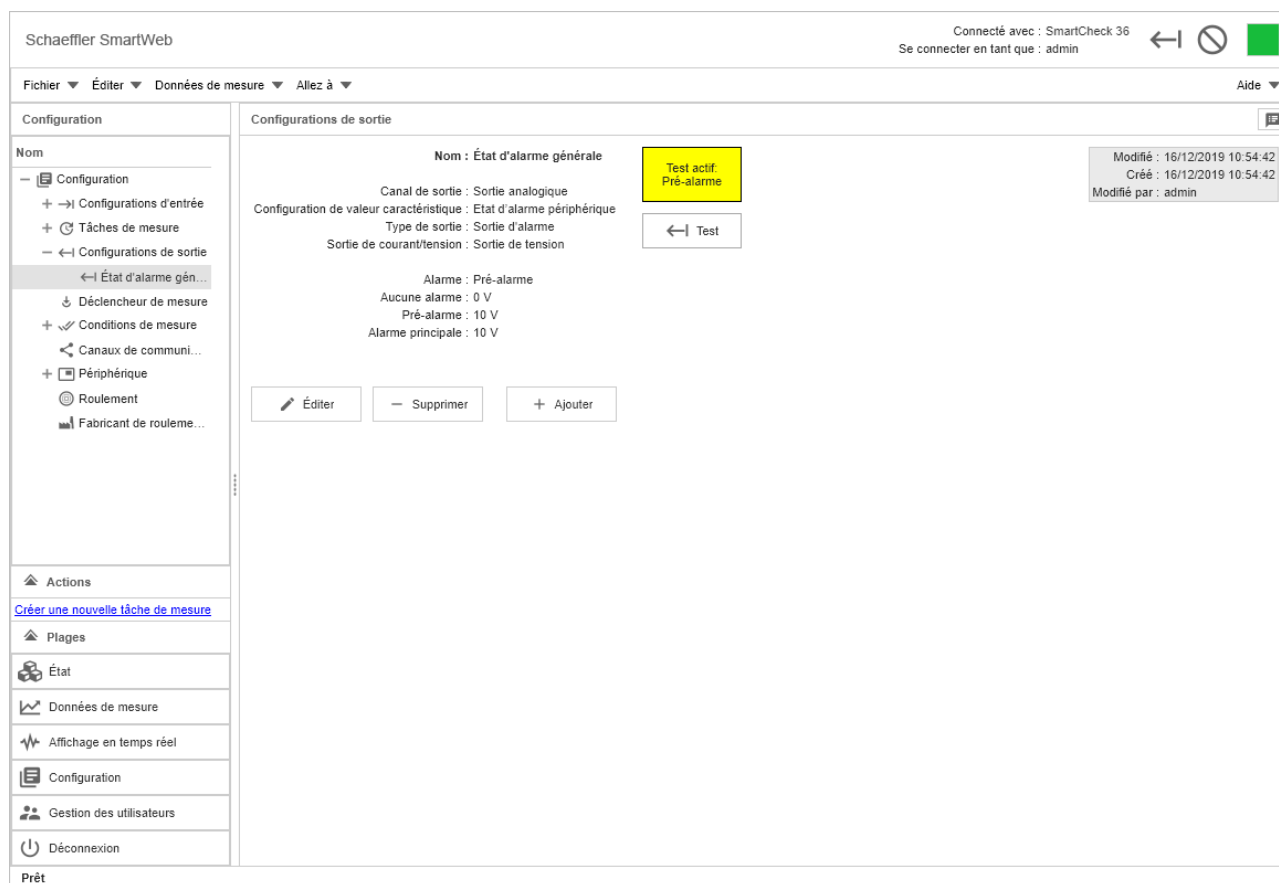 Schaeffler SmartWeb
Connecté avec : SmartCheck 36
Se connecter en tant que : admin
Fichier Éditer Données de mesure Allez à Aide
Configuration
Nom
Configuration
Configurations d'entrée
Tâches de mesure
Configurations de sortie
État d'alarme gén...
Déclencheur de mesure
Conditions de mesure
Canaux de communi...
Périphérique
Roulement
Fabricant de rouleme...
Actions
Créer une nouvelle tâche de mesure
Plages
État
Données de mesure
Affichage en temps réel
Configuration
Gestion des utilisateurs
Déconnexion
Configurations de sortie
Nom : État d'alarme générale
Canal de sortie : Sortie analogique
Configuration de valeur caractéristique : Etat d'alarme périphérique
Type de sortie : Sortie d'alarme
Sortie de courant/tension : Sortie de tension
Alarme : Pré-alarme
Aucune alarme : 0 V
Pré-alarme : 10 V
Alarme principale : 10 V
Test actif:
Pré-alarme
Test
Modifié : 16/12/2019 10:54:42
Créé : 16/12/2019 10:54:42
Modifié par : admin
Éditer Supprimer Ajouter
Prêt